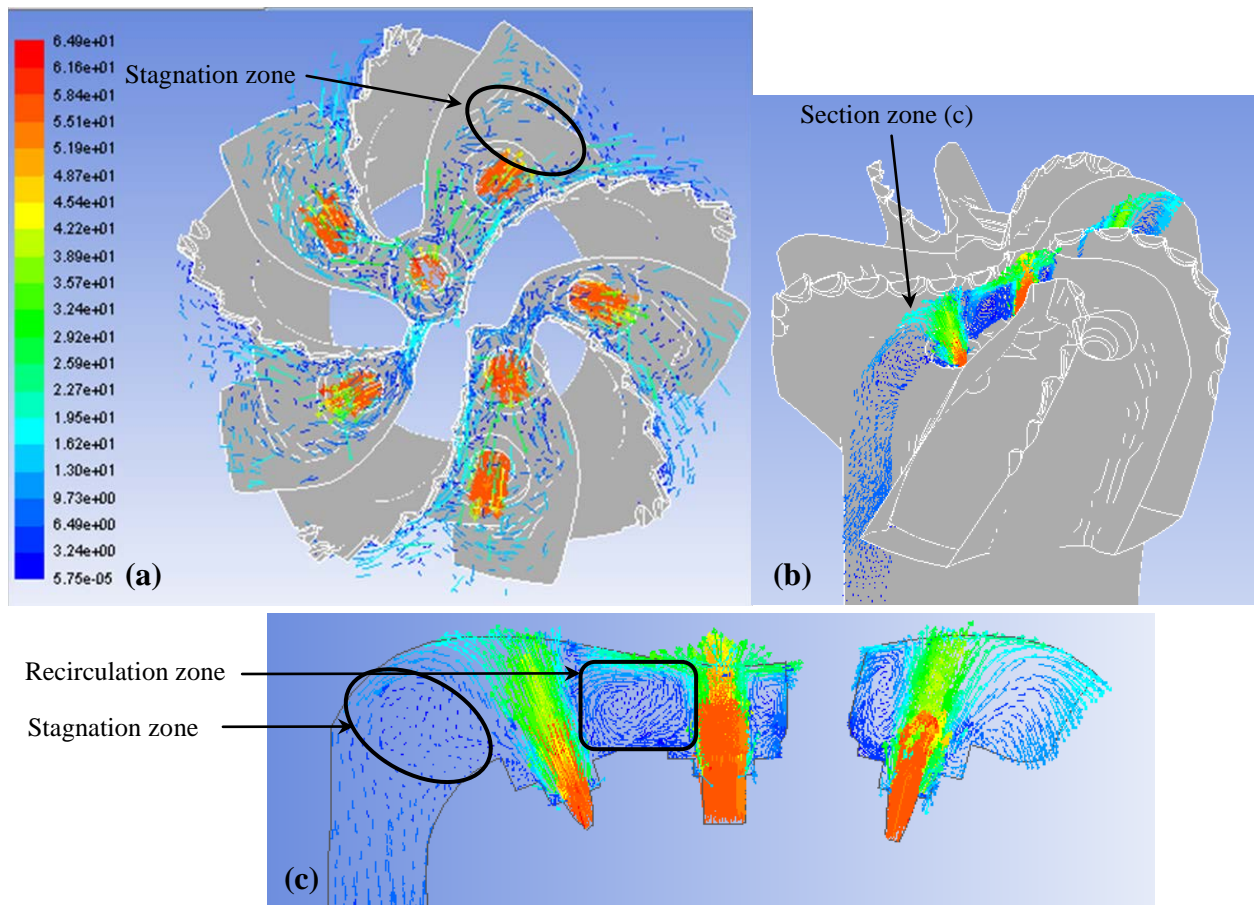 6.49e+01
6.16e+01
5.84e+01
5.51e+01
5.19e+01
4.87e+01
4.54e+01
4.22e+01
3.89e+01
3.57e+01
3.24e+01
2.92e+01
2.59e+01
2.27e+01
1.95e+01
1.62e+01
1.30e+01
9.73e+00
6.49e+00
3.24e+00
5.75e-05
Stagnation zone
(a)
Section zone (c)
(b)
Recirculation zone
Stagnation zone
(c)